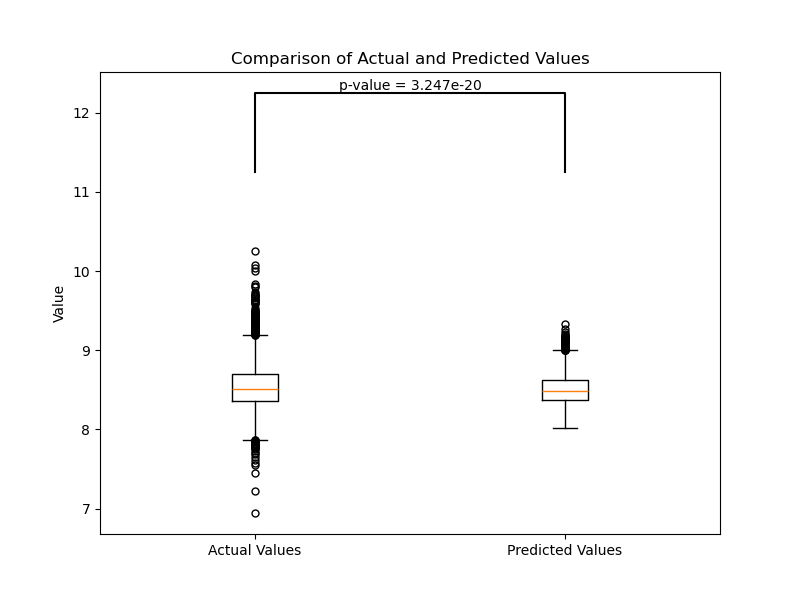 Comparison of Actual and Predicted Values
p-value = 3.247e-20
12
11
10
9
8
7
Value
Actual Values
Predicted Values